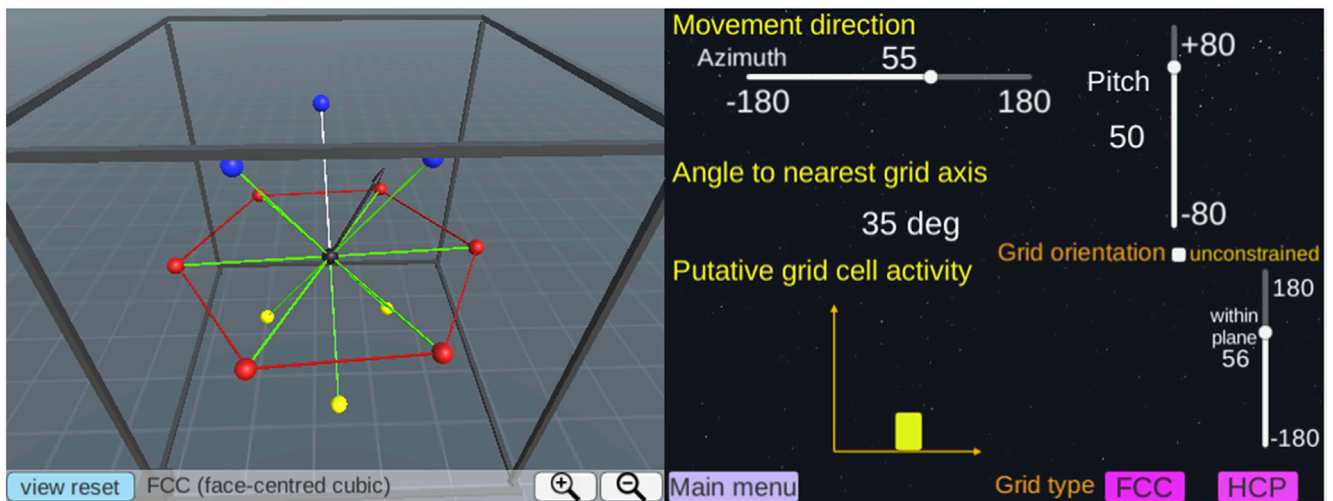 Movement direction
Azimuth 55
-180 180
+80
Pitch
50
-80
Angle to nearest grid axis
35 deg
Grid orientation unconstrained
Putative grid cell activity
180
within
plane
56
-180
view reset FCC (face-centred cubic)
Main menu
Grid type FCC HCP